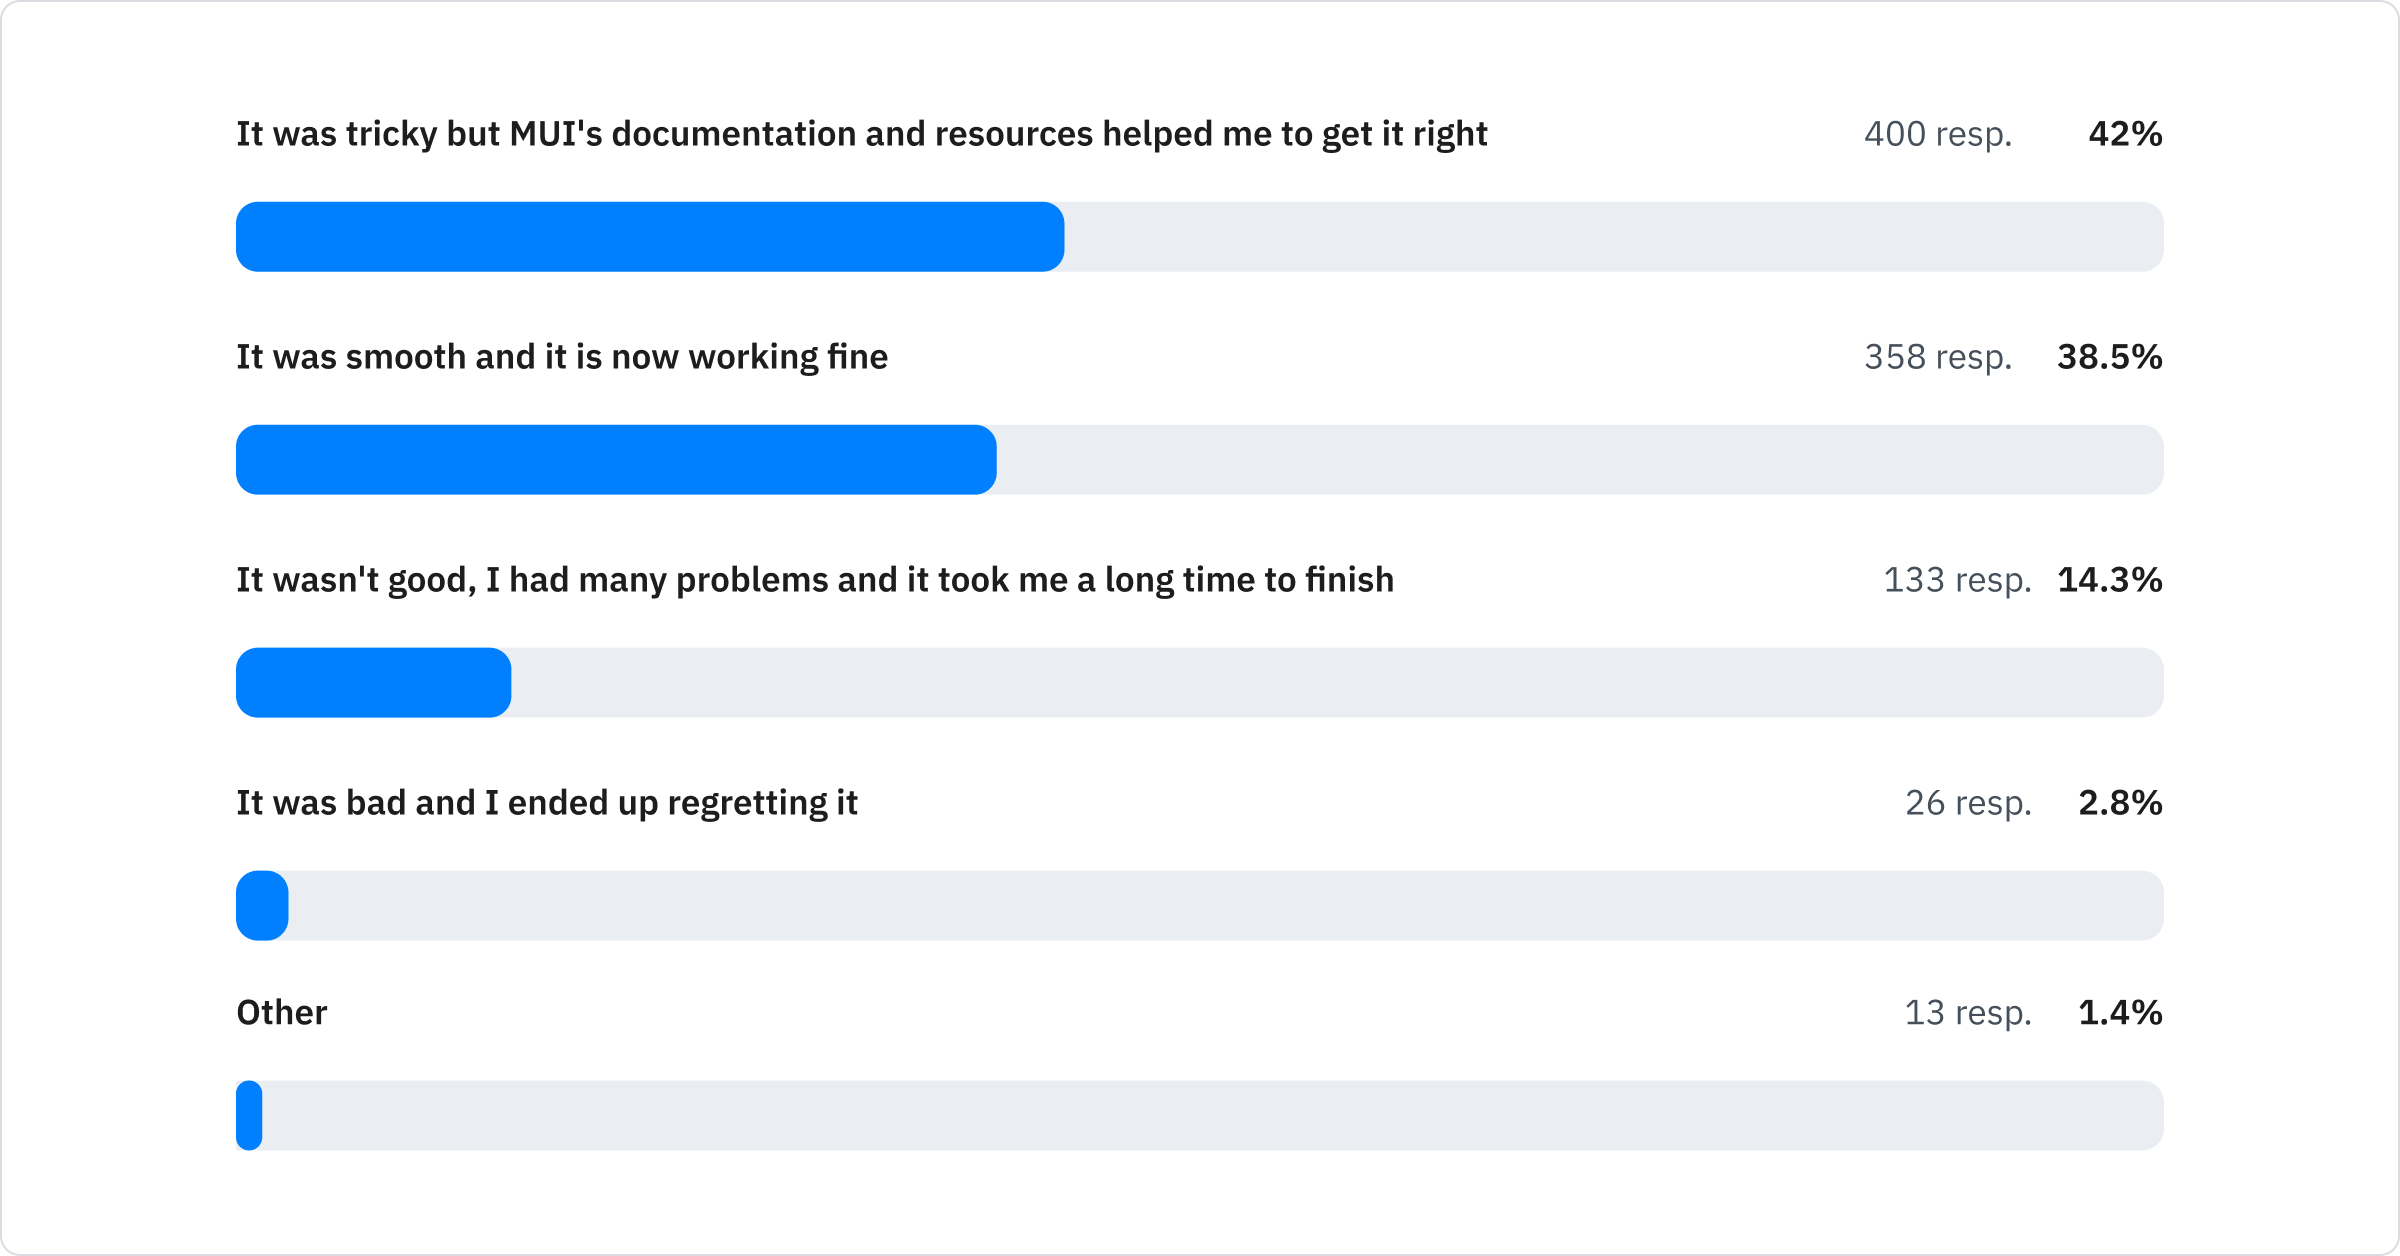 It was tricky but MUI's documentation and resources helped me to get it right 400 resp. 42%
It was smooth and it is now working fine 358 resp. 38.5%
It wasn't good, I had many problems and it took me a long time to finish 133 resp. 14.3%
It was bad and I ended up regretting it 26 resp. 2.8%
Other 13 resp. 1.4%